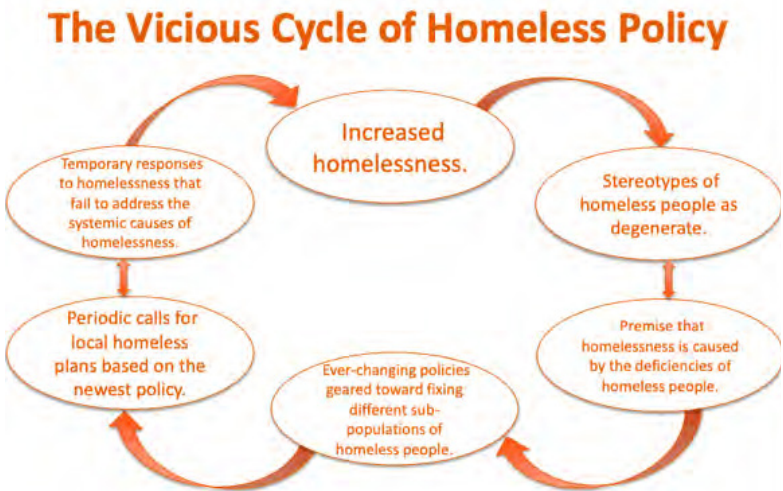 The Vicious Cycle of Homeless Policy
Increased
homelessness.
Stereotypes of
homeless people as
degenerate.
Premise that
homelessness is caused
by the deficiencies of
homeless people.
Ever-changing policies
geared toward fixing
different sub-
populations of
homeless people.
Periodic calls for
local homeless
plans based on the
newest policy.
Temporary responses
to homelessness that
fail to address the
systemic causes of
homelessness.